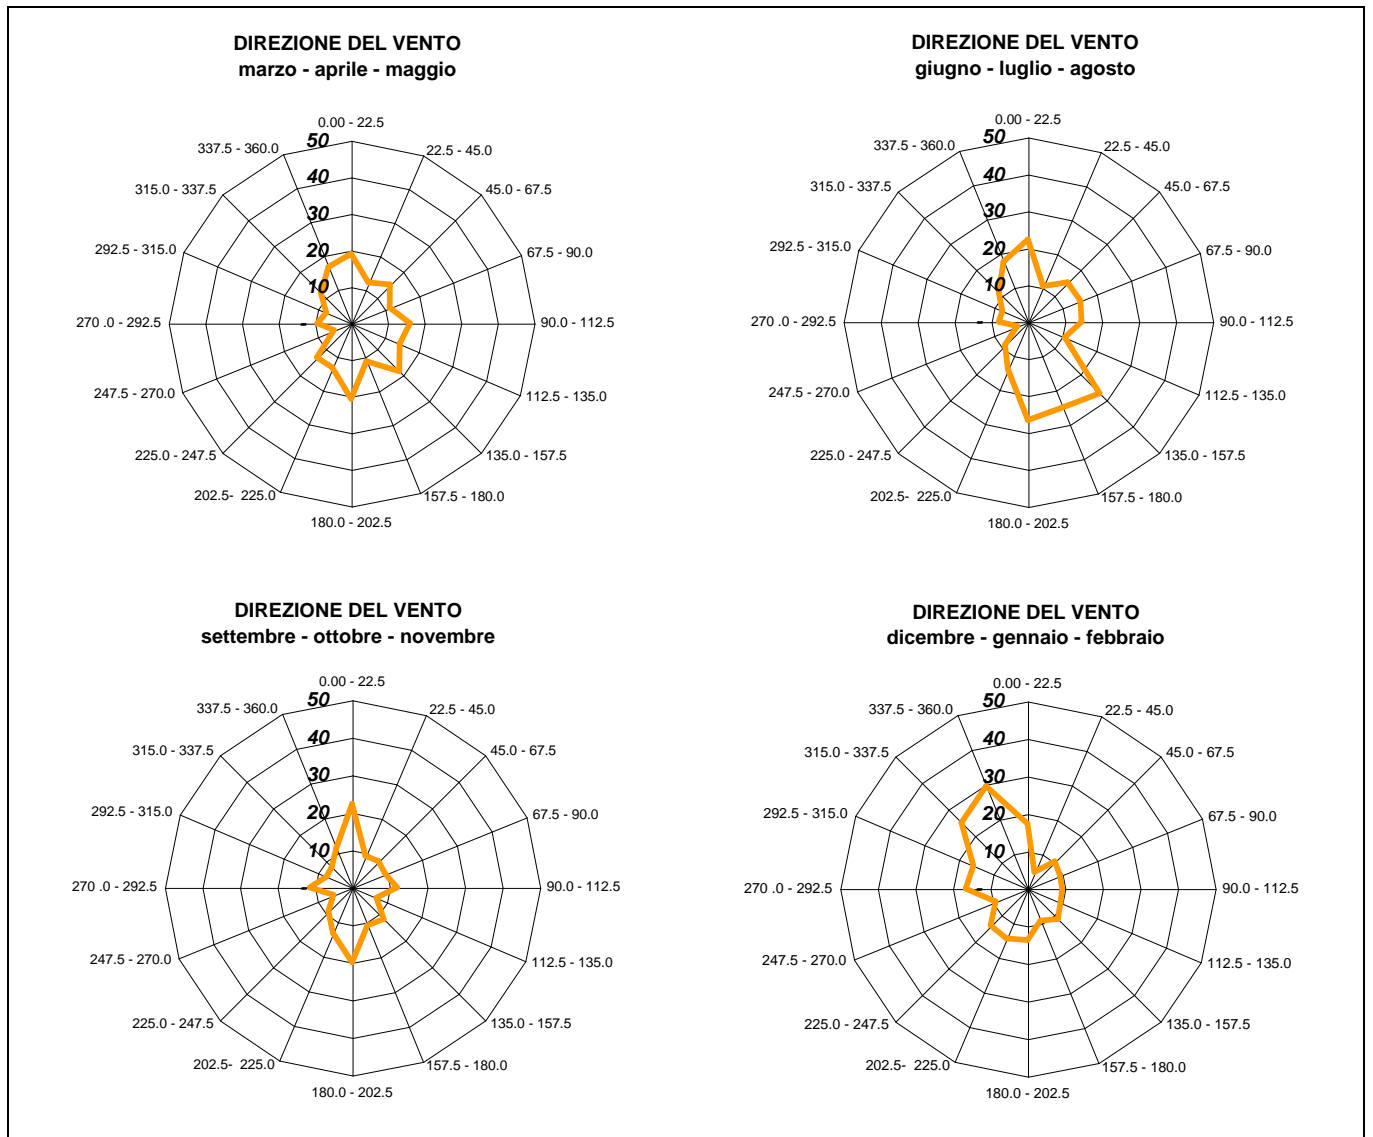 DIREZIONE DEL VENTO
marzo - aprile - maggio
0.00 - 22.5
50
337.5 - 360.0
22.5 - 45.0
40
315.0 - 337.5
45.0 - 67.5
30
292.5 - 315.0
20
67.5 - 90.0
10
270 .0 - 292.5
-
90.0 - 112.5
247.5 - 270.0
112.5 - 135.0
225.0 - 247.5
135.0 - 157.5
202.5-  225.0
157.5 - 180.0
180.0 - 202.5
DIREZIONE DEL VENTO
giugno - luglio - agosto
0.00 - 22.5
50
337.5 - 360.0
22.5 - 45.0
40
315.0 - 337.5
45.0 - 67.5
30
292.5 - 315.0
20
67.5 - 90.0
10
270 .0 - 292.5
-
90.0 - 112.5
247.5 - 270.0
112.5 - 135.0
225.0 - 247.5
135.0 - 157.5
202.5-  225.0
157.5 - 180.0
180.0 - 202.5
DIREZIONE DEL VENTO
settembre - ottobre - novembre
0.00 - 22.5
50
337.5 - 360.0
22.5 - 45.0
40
315.0 - 337.5
45.0 - 67.5
30
292.5 - 315.0
20
67.5 - 90.0
10
270 .0 - 292.5
-
90.0 - 112.5
247.5 - 270.0
112.5 - 135.0
225.0 - 247.5
135.0 - 157.5
202.5-  225.0
157.5 - 180.0
180.0 - 202.5
DIREZIONE DEL VENTO
dicembre - gennaio - febbraio
0.00 - 22.5
50
337.5 - 360.0
22.5 - 45.0
40
315.0 - 337.5
45.0 - 67.5
30
292.5 - 315.0
20
67.5 - 90.0
10
270 .0 - 292.5
-
90.0 - 112.5
247.5 - 270.0
112.5 - 135.0
225.0 - 247.5
135.0 - 157.5
202.5-  225.0
157.5 - 180.0
180.0 - 202.5